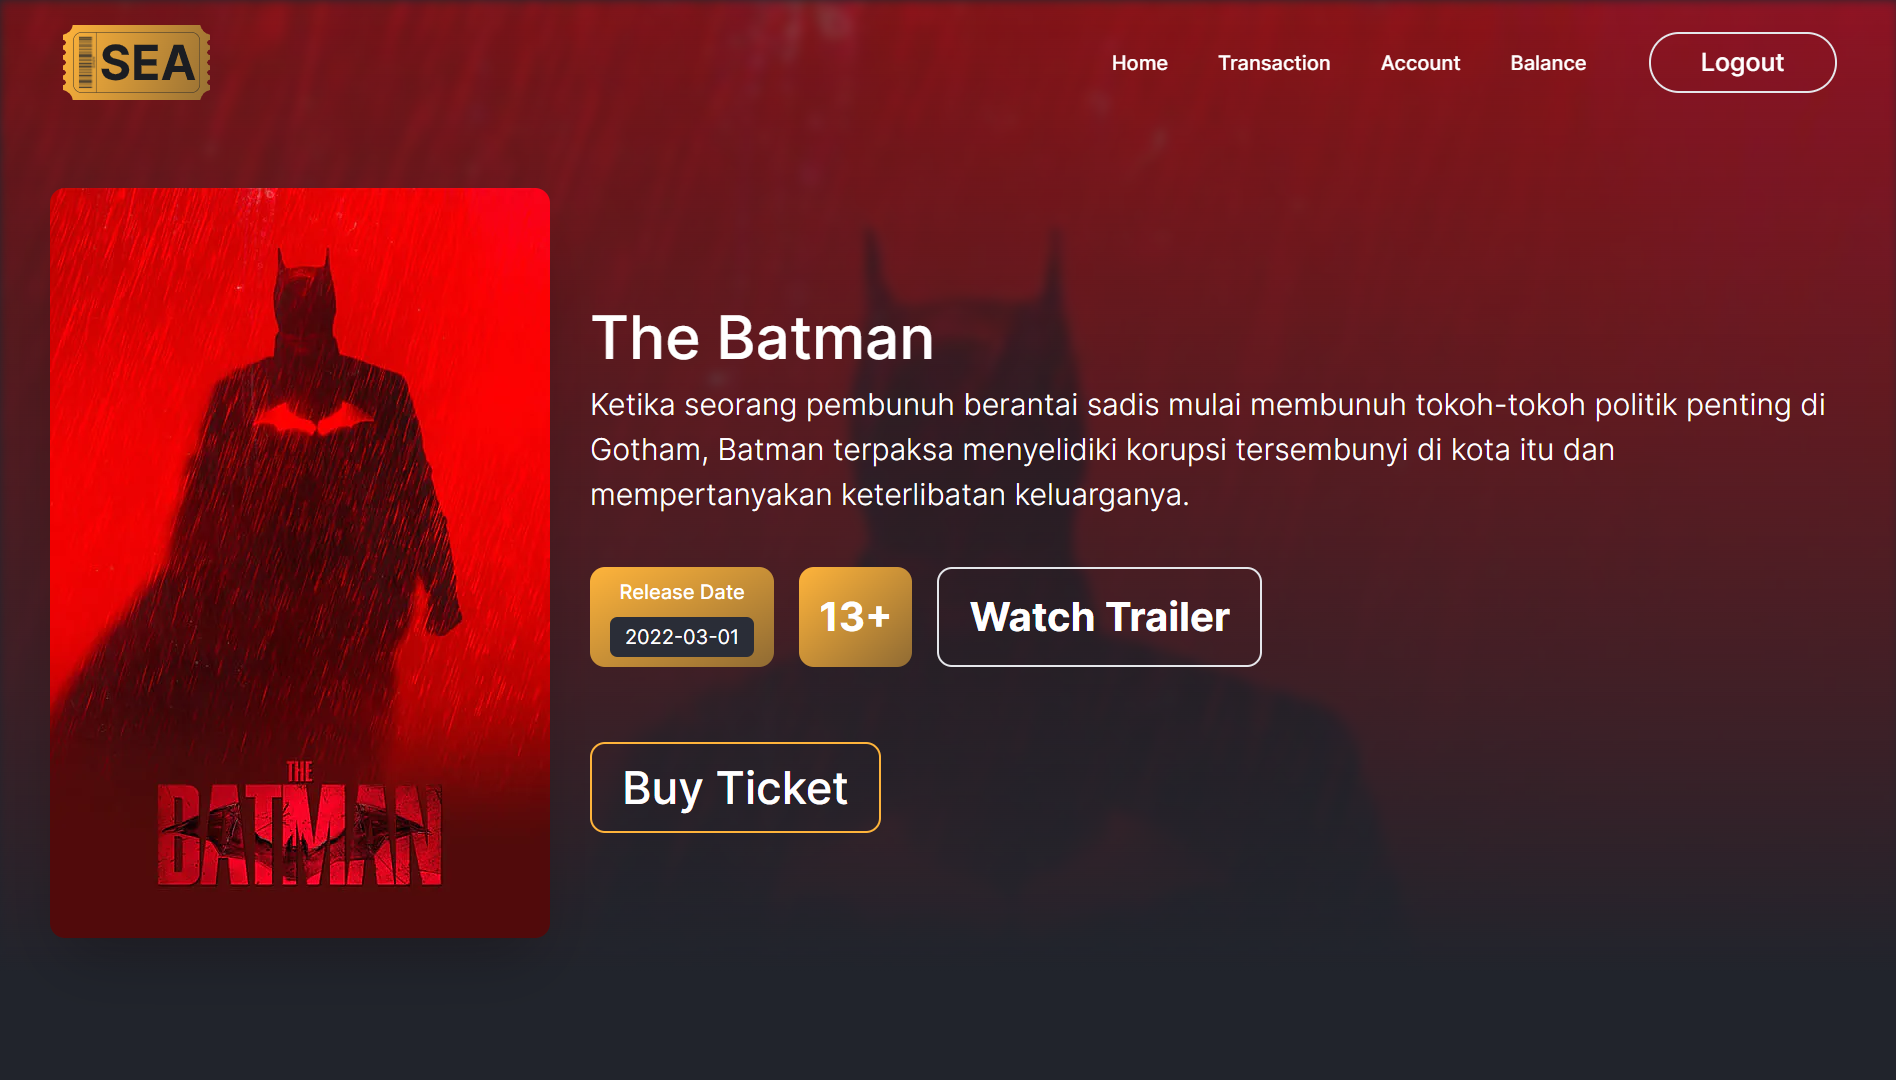 SEA
Home Transaction Account Balance Logout
THE
BATMAN
The Batman
Ketika seorang pembunuh berantai sadis mulai membunuh tokoh-tokoh politik penting di
Gotham, Batman terpaksa menyelidiki korupsi tersembunyi di kota itu dan
mempertanyakan keterlibatan keluarganya.
Release Date
2022-03-01
13+
Watch Trailer
Buy Ticket